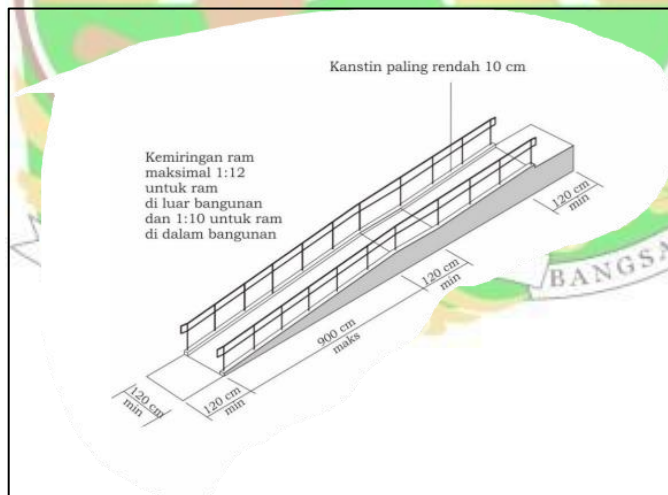 Kanstin paling rendah 10 cm
Kemiringan ram
maksimal 1:12
untuk ram
di luar bangunan
dan 1:10 untuk ram
di dalam bangunan
120 cm
min
120 cm
min
BANGSA
900 cm
maks
120 cm
min
120 cm
min